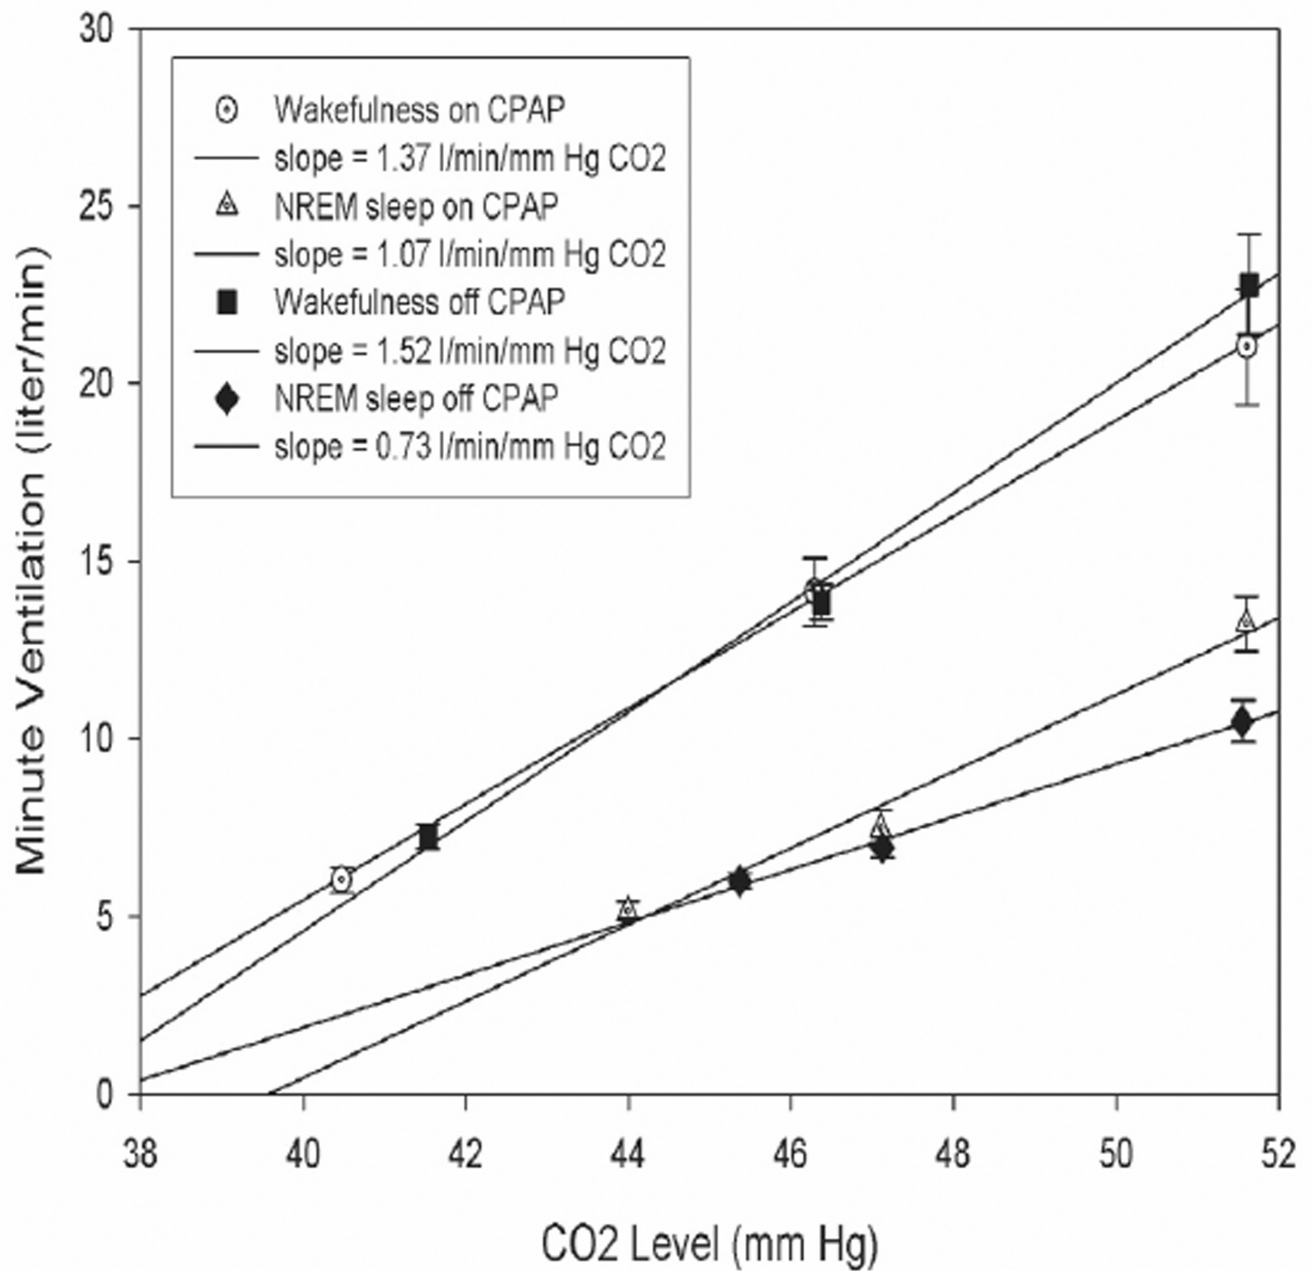 30
25
20
15
10
5
0
Wakefulness on CPAP
slope = 1.37 l/min/mm Hg CO2
NREM sleep on CPAP
slope = 1.07 l/min/mm Hg CO2
Wakefulness off CPAP
slope = 1.52 l/min/mm Hg CO2
NREM sleep off CPAP
slope = 0.73 l/min/mm Hg CO2
Minute Ventilation (liter/min)
38 40 42 44 46 48 50 52
CO2 Level (mm Hg)